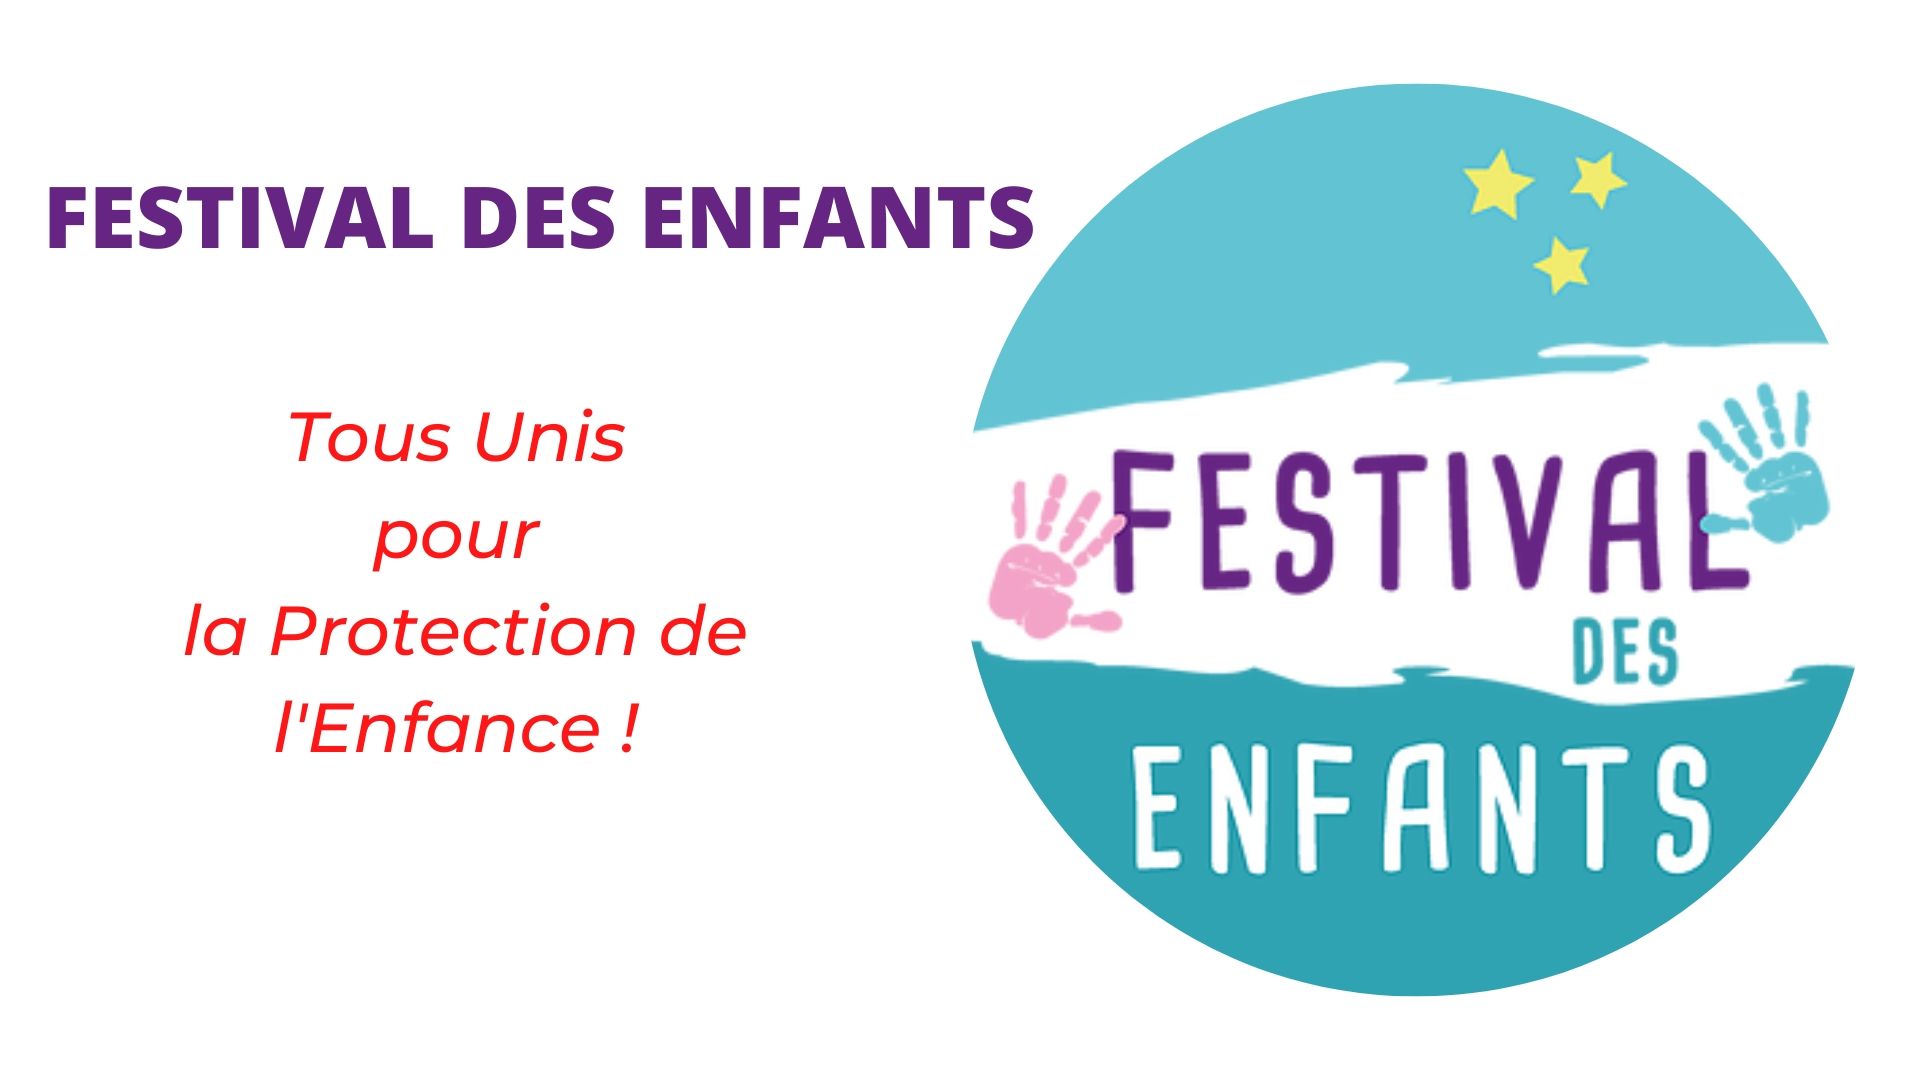 FESTIVAL DES ENFANTS
Tous Unis
pour
la Protection de
l'Enfance !
FESTIVAL
DES
ENFANTS